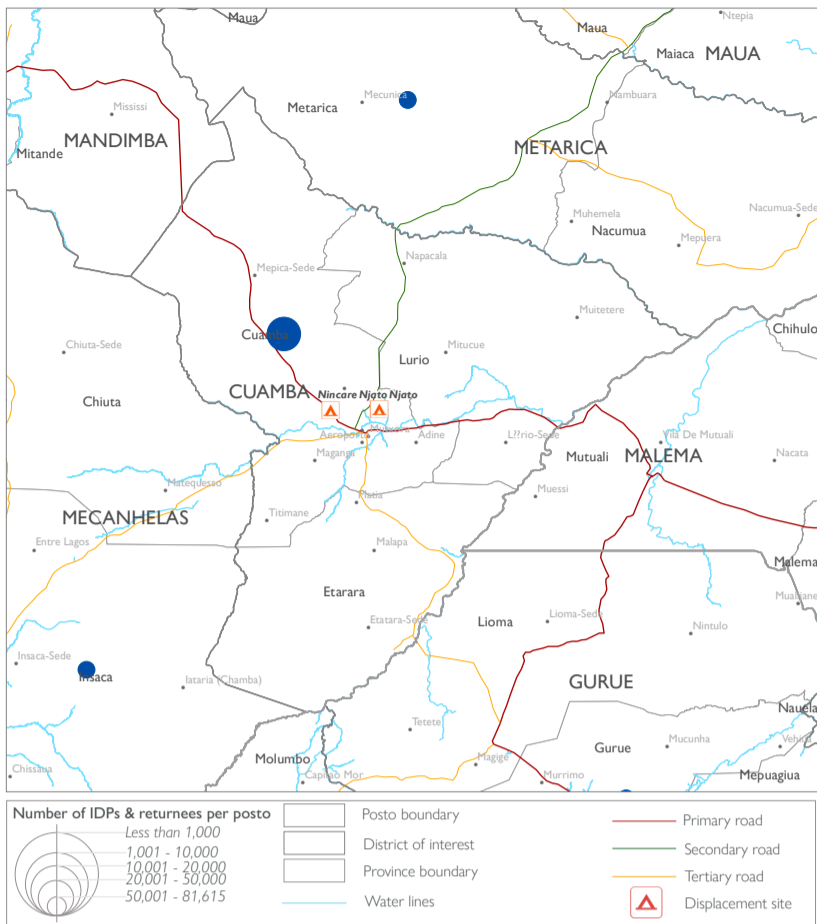 Maua
Ntepia
Maua
Maiaca
MAUA
Mississi
Metarica
Mecunica
Nambuara
MANDIMBA
METARICA
Mitande
Muhemela
Nacumua-Sede
Nacumua
Mepuera
Mepica-Sede
Napacala
Muitetere
Chihulo
Cuamba
Chiuta-Sede
Lurio
Mitucue
CUAMBA
Nincare Njato Njato
Chiuta
Aeroporto
Adine
L??rio-Sede
Vila De Mutuali
Maganga
Mutuali
MALEMA
Nacata
Matequesso
Muessi
Titimane
MECANHELAS
Entre Lagos
Malapa
Malema
Etarara
Etatara-Sede
Lioma
Lioma-Sede
Nintulo
Insaca-Sede
Insaca
Iataria (Chamba)
GURUE
Nauela
Tetete
Molumbo
Gurue
Mucunha
Magige
Chissaua
Capitao Mor
Murrimo
Mepuagiua
Number of IDPs & returnees per posto
Less than 1,000
1,001 - 10,000
10,001 - 20,000
20,001 - 50,000
50,001 - 81,615
Posto boundary
District of interest
Province boundary
Water lines
Primary road
Secondary road
Tertiary road
Displacement site